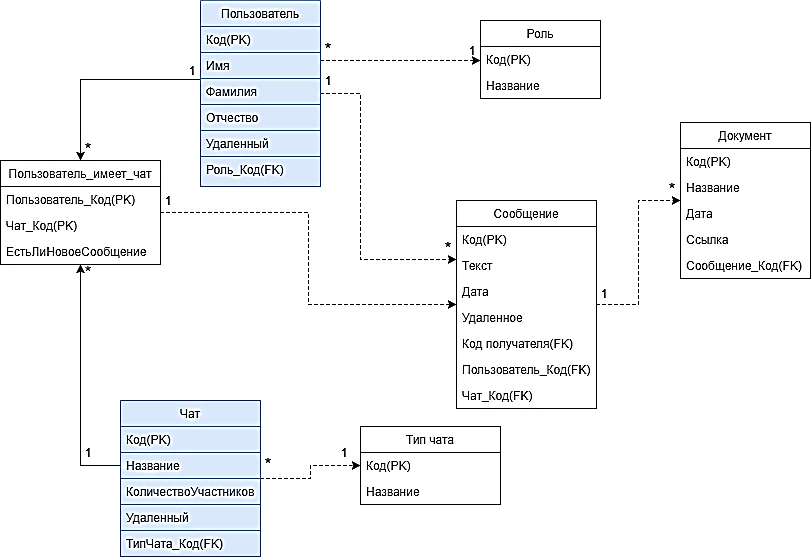 Пользователь
Код(PK)
Имя
Фамилия
Отчество
Удаленный
Роль_Код(FK)
*
1
Роль
Код(PK)
Название
1
*
1
Документ
Код(PK)
Название
Дата
Ссылка
Сообщение_Код(FK)
Пользователь_имеет_чат
Пользователь_Код(PK)
Чат_Код(PK)
ЕстьЛиНовоеСообщение
1
*
*
Сообщение
Код(PK)
Текст
Дата
Удаленное
Код получателя(FK)
Пользователь_Код(FK)
Чат_Код(FK)
1
*
1
Чат
Код(PK)
Название
КоличествоУчастников
Удаленный
ТипЧата_Код(FK)
*
1
Тип чата
Код(PK)
Название